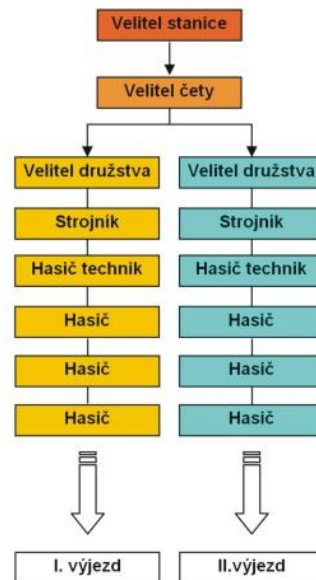 Velitel stanice
Velitel čety
Velitel družstva
Strojník
Hasič technik
Hasič
Hasič
Hasič
I. výjezd
Velitel družstva
Strojník
Hasič technik
Hasič
Hasič
Hasič
II.výjezd